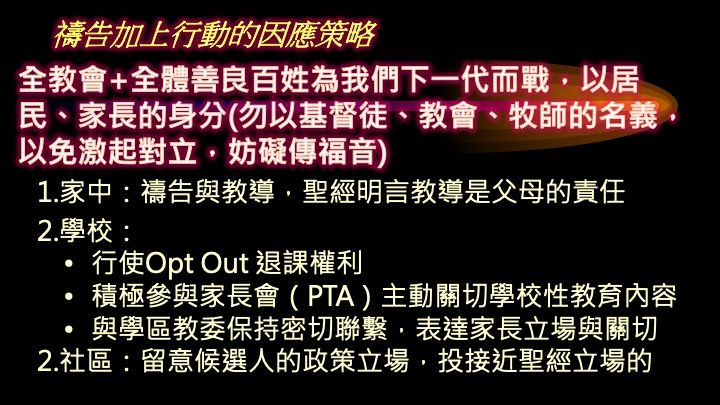 禱告加上行動的因應策略
全教會+全體善良百姓為我們下一代而戰，以居
民、家長的身分(勿以基督徒、教會、牧師的名義，
以免激起對立，妨礙傳福音)
1.家中：禱告與教導，聖經明言教導是父母的責任
2.學校：
• 行使Opt Out 退課權利
• 積極參與家長會（PTA）主動關切學校性教育內容
• 與學區教委保持密切聯繫，表達家長立場與關切
2.社區：留意候選人的政策立場，投接近聖經立場的